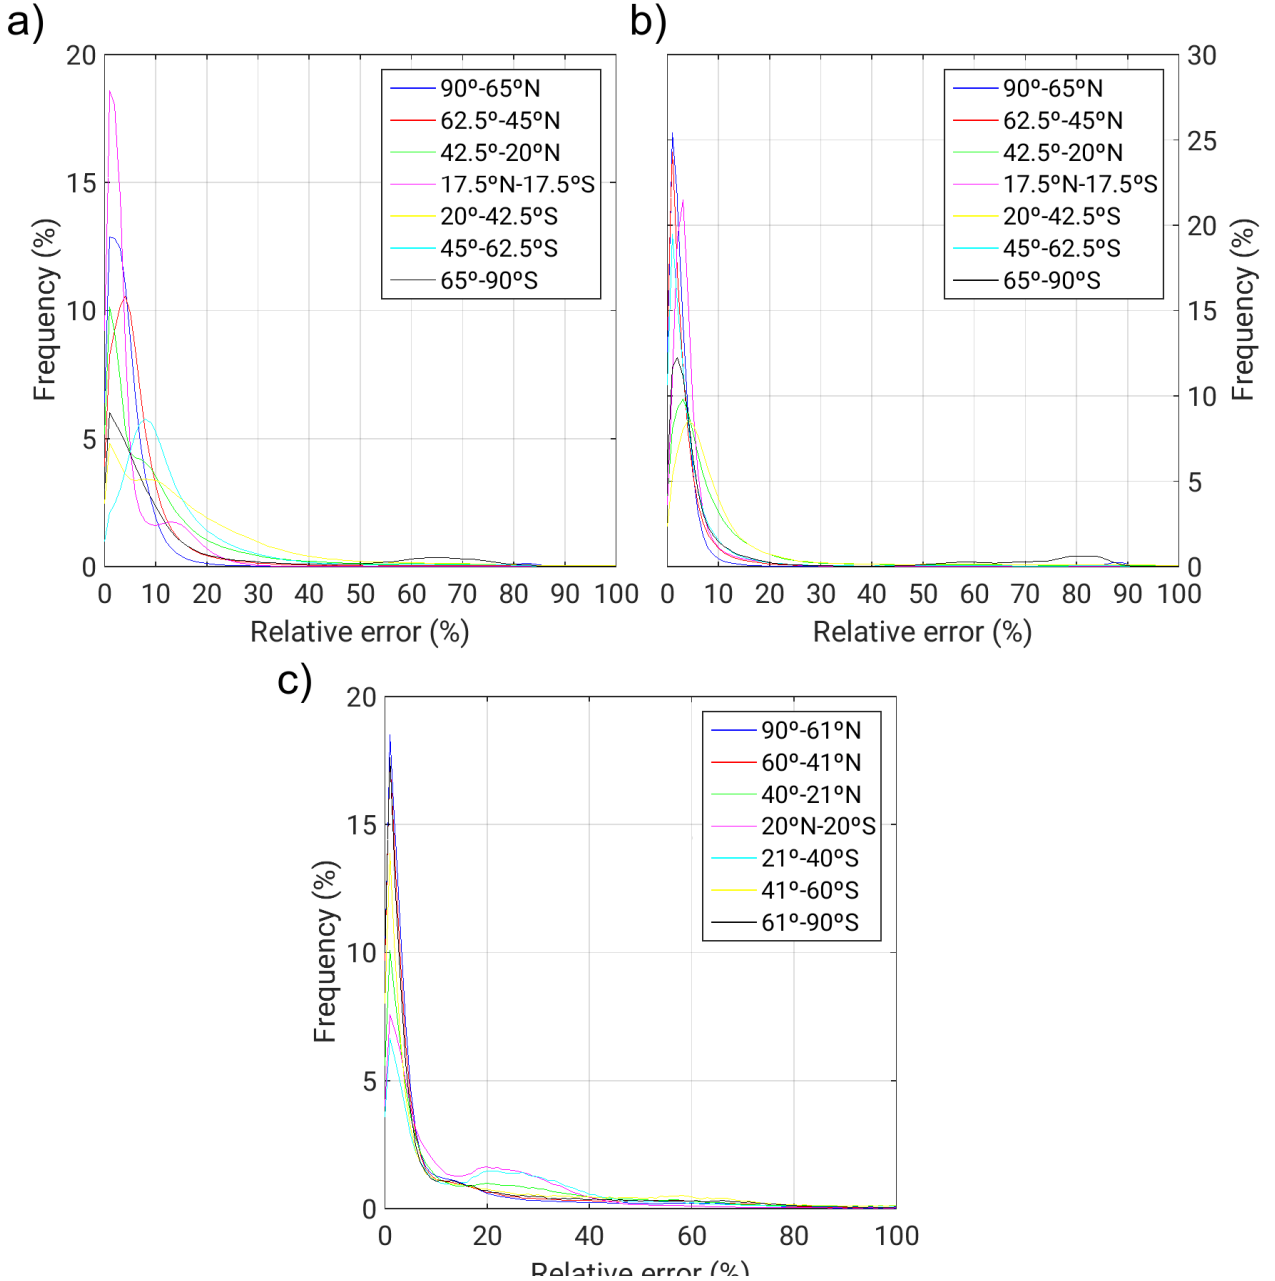 a)
20
15
10
5
0
Frequency (%)
90º-65ºN
62.5º-45ºN
42.5º-20ºN
17.5ºN-17.5ºS
20º-42.5ºS
45º-62.5ºS
65º-90ºS
0 10 20 30 40 50 60 70 80 90 100
Relative error (%)
b)
30
25
20
15
10
5
0
Frequency (%)
90º-65ºN
62.5º-45ºN
42.5º-20ºN
17.5ºN-17.5ºS
20º-42.5ºS
45º-62.5ºS
65º-90ºS
0 10 20 30 40 50 60 70 80 90 100
Relative error (%)
c)
20
15
10
5
0
Frequency (%)
90º-61ºN
60º-41ºN
40º-21ºN
20ºN-20ºS
21º-40ºS
41º-60ºS
61º-90ºS
0 20 40 60 80 100
Relative error (%)